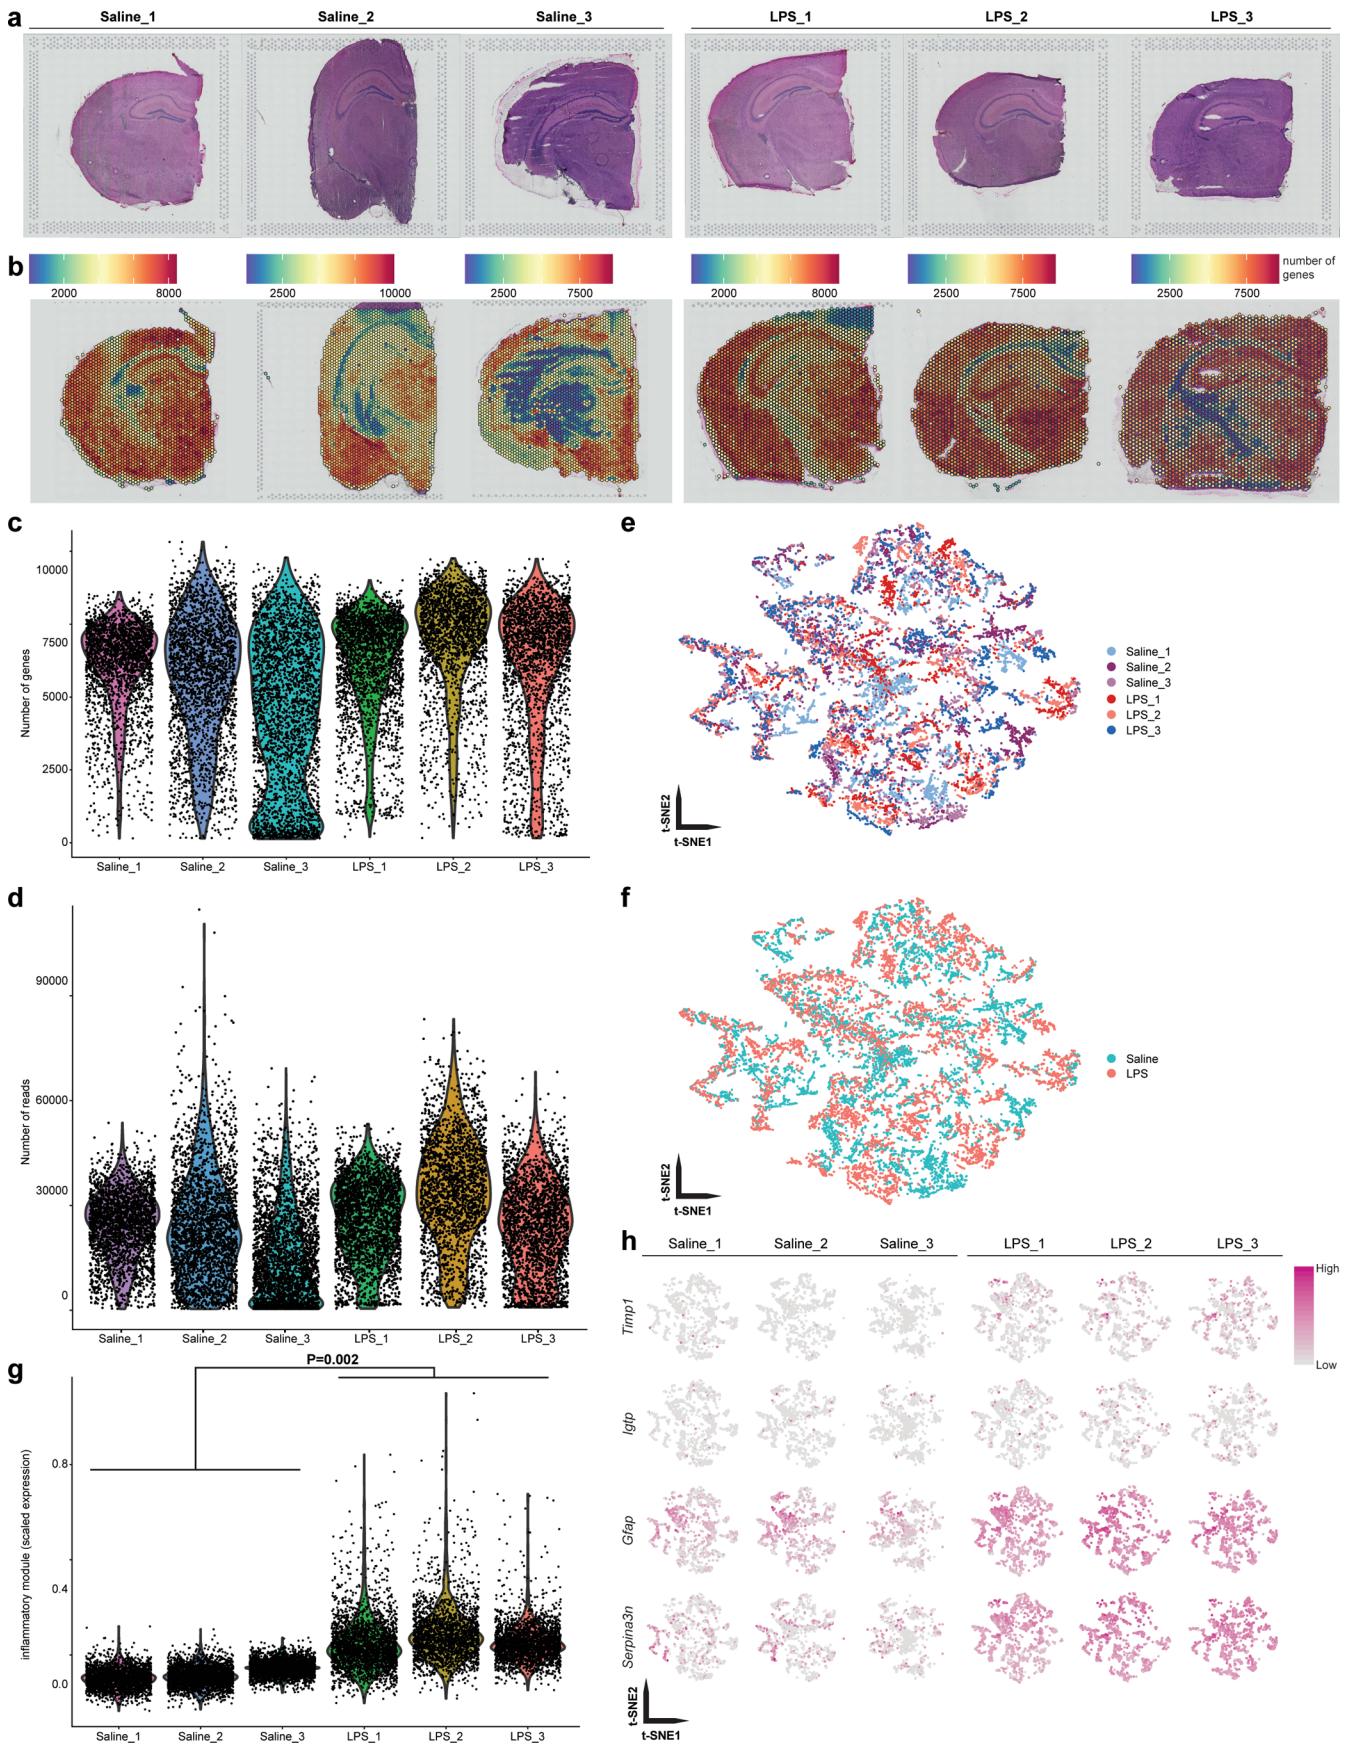 a
Saline_1 Saline_2 Saline_3 LPS_1 LPS_2 LPS_3
b
number of
genes
2000 8000 2500 10000 2500 7500 2000 8000 2500 7500 2500 7500
c
Number of genes
10000
7500
5000
2500
0
Saline_1 Saline_2 Saline_3 LPS_1 LPS_2 LPS_3
e
Saline_1
Saline_2
Saline_3
LPS_1
LPS_2
LPS_3
t-SNE2
t-SNE1
d
Number of reads
90000
60000
30000
0
Saline_1 Saline_2 Saline_3 LPS_1 LPS_2 LPS_3
f
Saline
LPS
t-SNE2
t-SNE1
g
P=0.002
inflammatory module (scaled expression)
0.8
0.4
0.0
Saline_1 Saline_2 Saline_3 LPS_1 LPS_2 LPS_3
h
Saline_1 Saline_2 Saline_3 LPS_1 LPS_2 LPS_3
High
Low
Timp1
Igtp
Gfap
Serpina3n
t-SNE2
t-SNE1